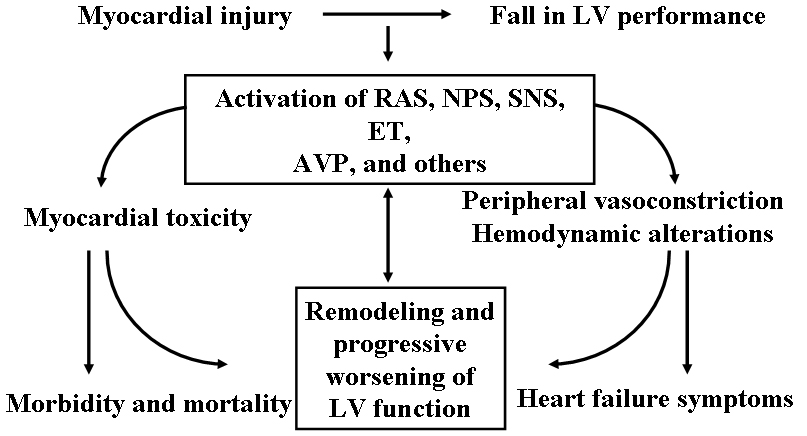 Myocardial injury
Fall in LV performance
Activation of RAS, NPS, SNS,
ET,
AVP, and others
Myocardial toxicity
Peripheral vasoconstriction
Hemodynamic alterations
Remodeling and
progressive
worsening of
LV function
Morbidity and mortality
Heart failure symptoms